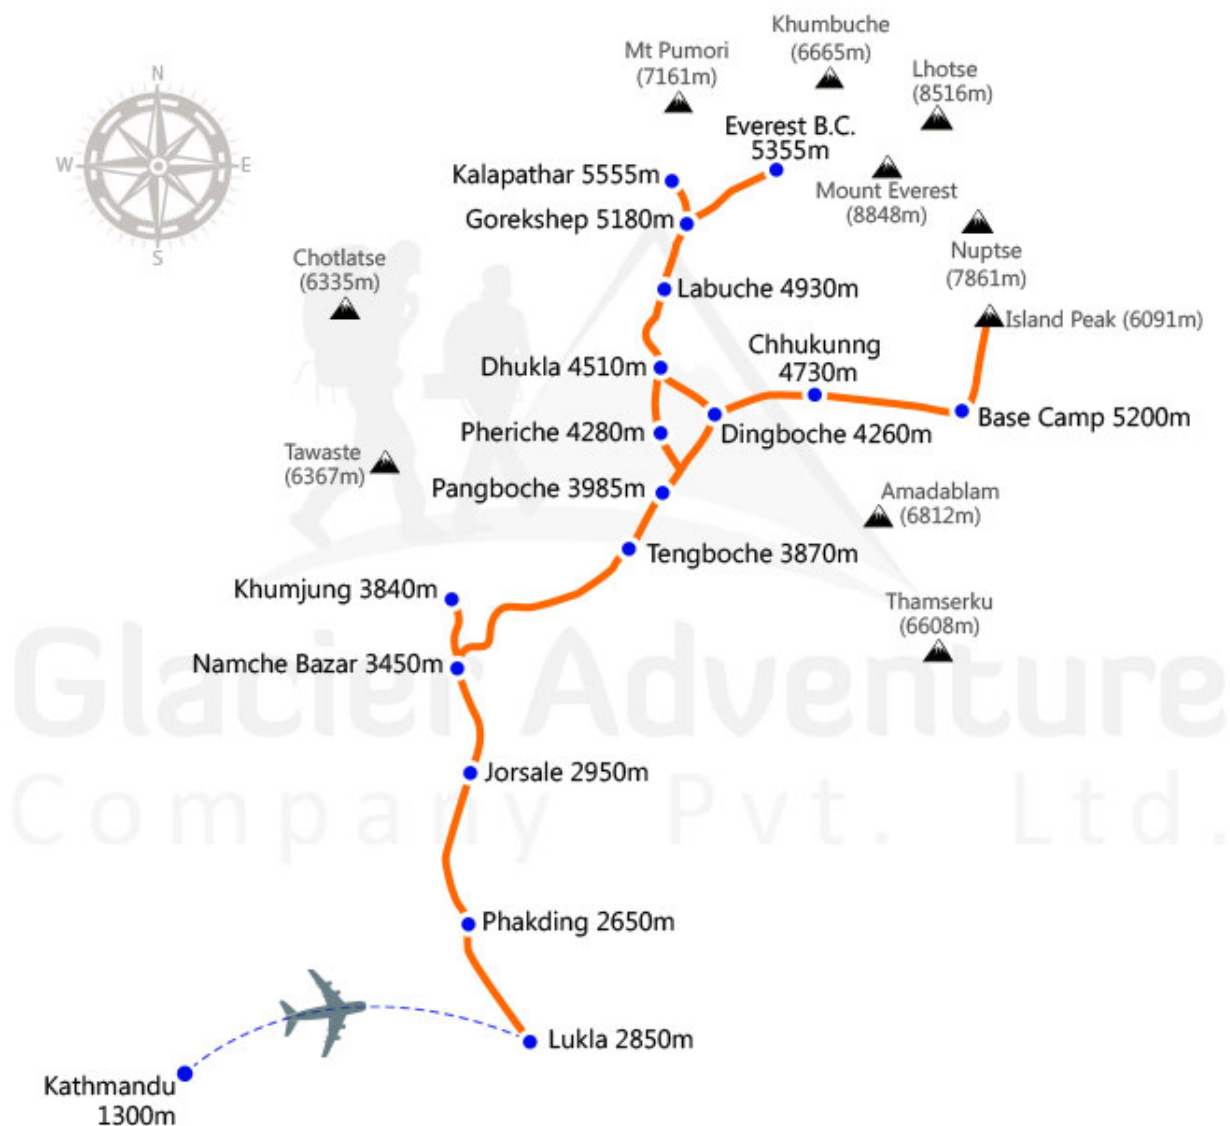 Khumbuche
(6665m)
Mt Pumori
(7161m)
Lhotse
(8516m)
N
W
E
S
Everest B.C.
5355m
Kalapathar 5555m
Mount Everest
(8848m)
Gorekshep 5180m
Nuptse
(7861m)
Chotlatse
(6335m)
Labuche 4930m
Island Peak (6091m)
Chhukunng
4730m
Dhukla 4510m
Base Camp 5200m
Pheriche 4280m
Dingboche 4260m
Tawaste
(6367m)
Pangboche 3985m
Amadablam
(6812m)
Tengboche 3870m
Khumjung 3840m
Thamserku
(6608m)
Glacier Adventure
Namche Bazar 3450m
Jorsale 2950m
Company Pvt. Ltd.
Phakding 2650m
Lukla 2850m
Kathmandu
1300m